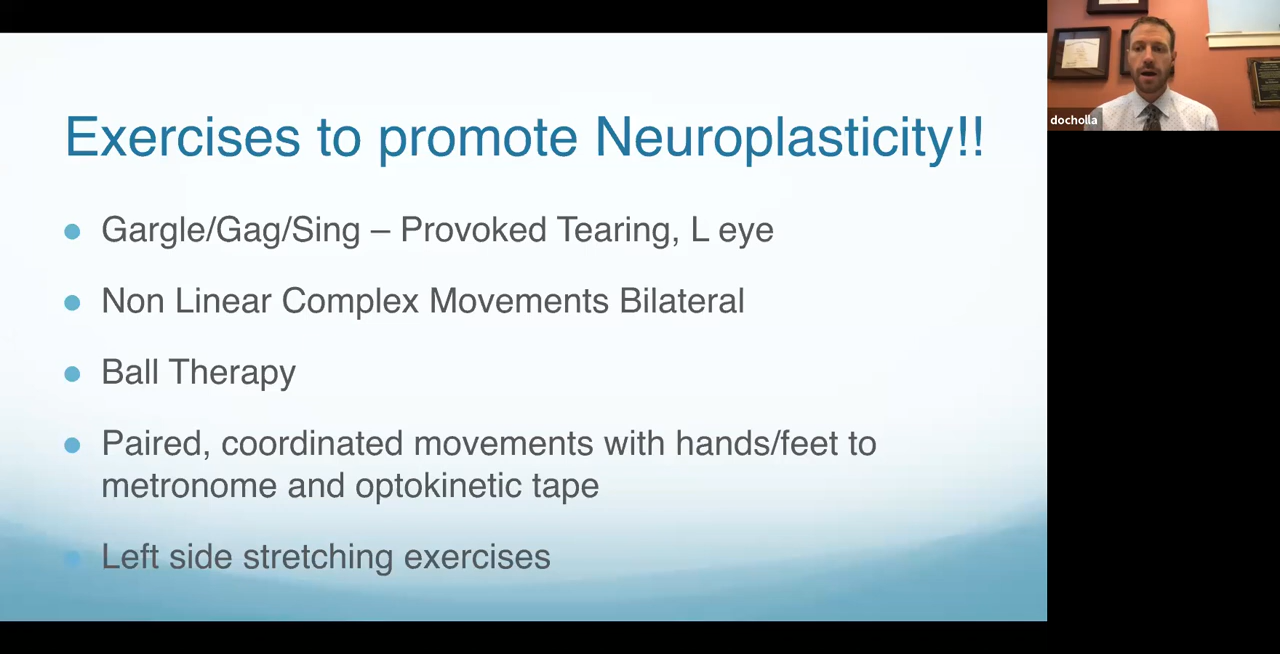 Exercises to promote Neuroplasticity!!
Gargle/Gag/Sing – Provoked Tearing, L eye
Non Linear Complex Movements Bilateral
Ball Therapy
Paired, coordinated movements with hands/feet to
metronome and optokinetic tape
Left side stretching exercises
docholla